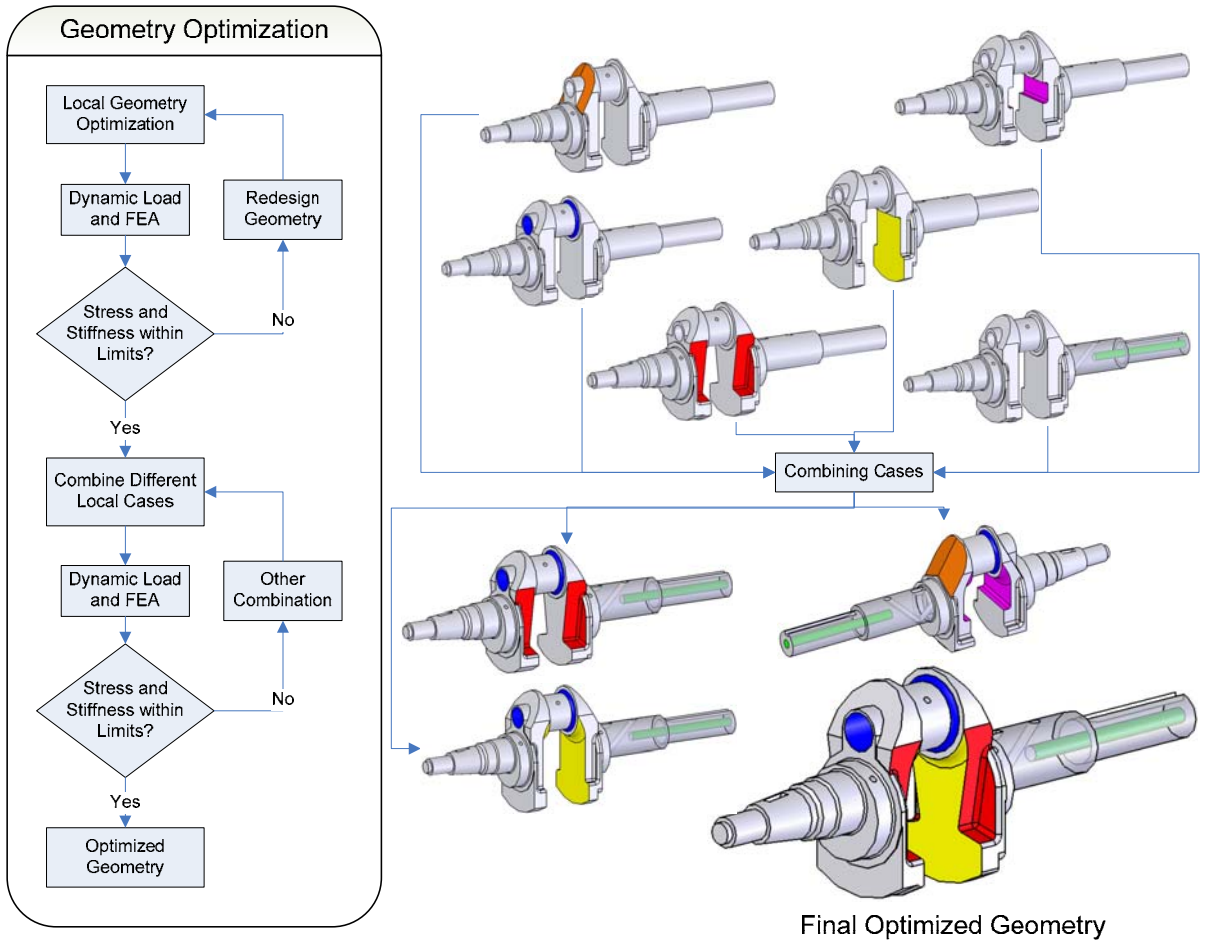 Geometry Optimization
Local Geometry
Optimization
Dynamic Load
and FEA
Redesign
Geometry
Stress and
Stiffness within
Limits?
No
Yes
Combine Different
Local Cases
Dynamic Load
and FEA
Other
Combination
Stress and
Stiffness within
Limits?
No
Yes
Optimized
Geometry
Combining Cases
Final Optimized Geometry